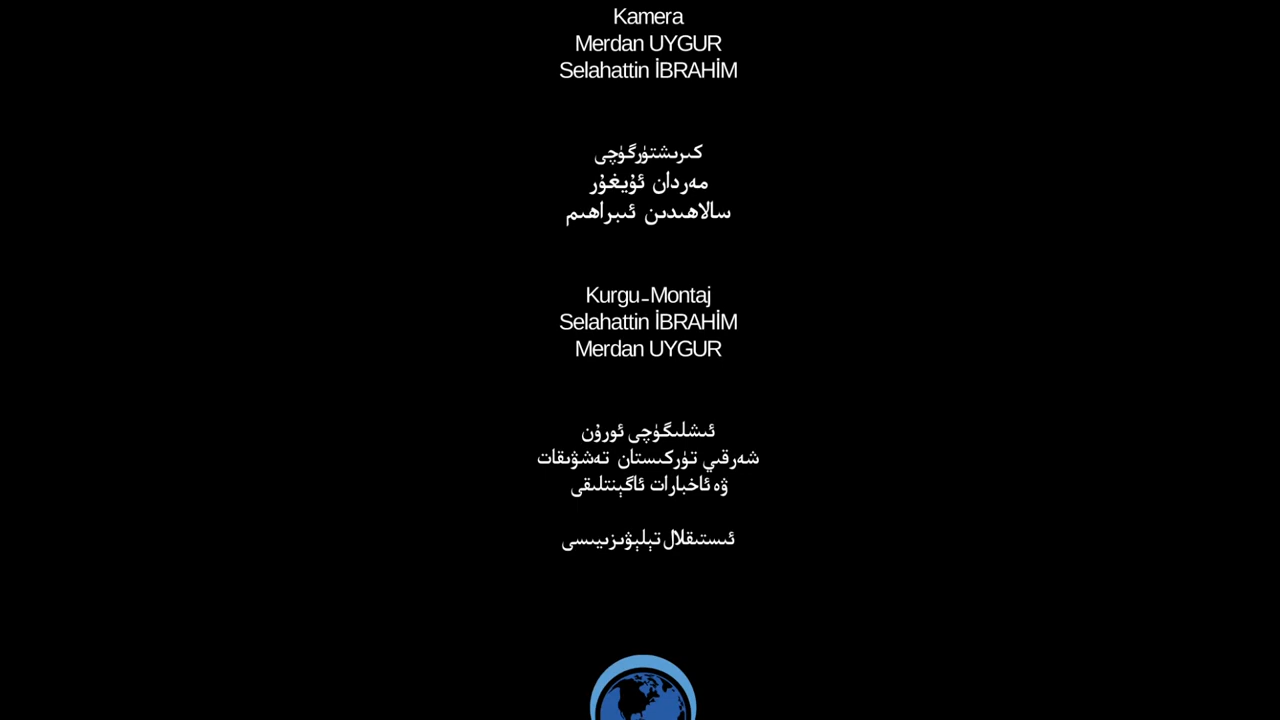 Kamera
Merdan UYGUR
Selahattin İBRAHİM
كىرىشتۈرگۈچى
مەردان ئۇيغۇر
سالاھىدىن ئىبراھىم
Kurgu-Montaj
Selahattin İBRAHİM
Merdan UYGUR
ئىشلىگۈچى ئورۇن
شەرقىي تۈركىستان تەشۋىقات
ۋە ئاخبارات ئاگېنتلىقى
ئىستىقلال تېلېۋىزىيىسى